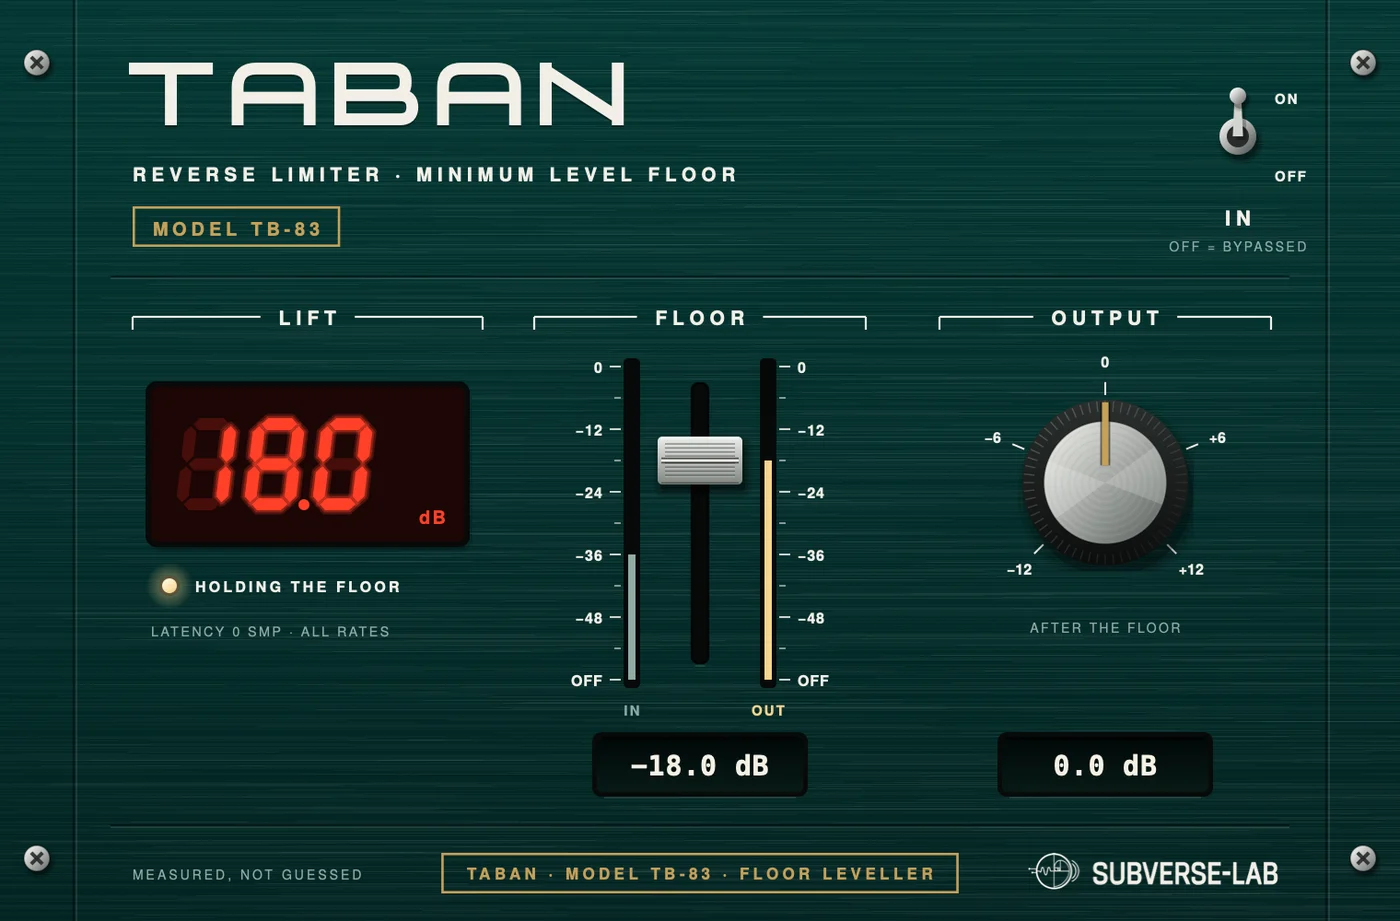 TABAN
REVERSE LIMITER · MINIMUM LEVEL FLOOR
MODEL TB-83
ON
OFF
IN
OFF = BYPASSED
LIFT
18.0 dB
HOLDING THE FLOOR
LATENCY 0 SMP · ALL RATES
FLOOR
0 0
−12 −12
−24 −24
−36 −36
−48 −48
OFF OFF
IN OUT
−18.0 dB
OUTPUT
0
−6 +6
−12 +12
AFTER THE FLOOR
0.0 dB
MEASURED, NOT GUESSED
TABAN · MODEL TB-83 · FLOOR LEVELLER
SUBVERSE-LAB